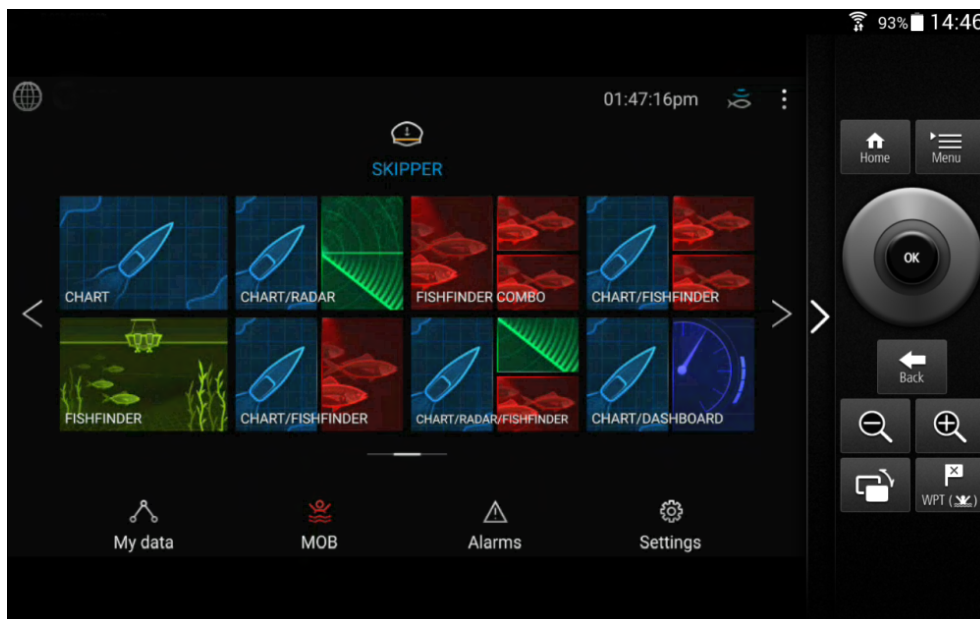 93% 14:46
01:47:16pm
SKIPPER
CHART
CHART/RADAR
FISHFINDER COMBO
CHART/FISHFINDER
FISHFINDER
CHART/FISHFINDER
CHART/RADAR/FISHFINDER
CHART/DASHBOARD
My data
MOB
Alarms
Settings
Home
Menu
OK
Back
WPT ( )